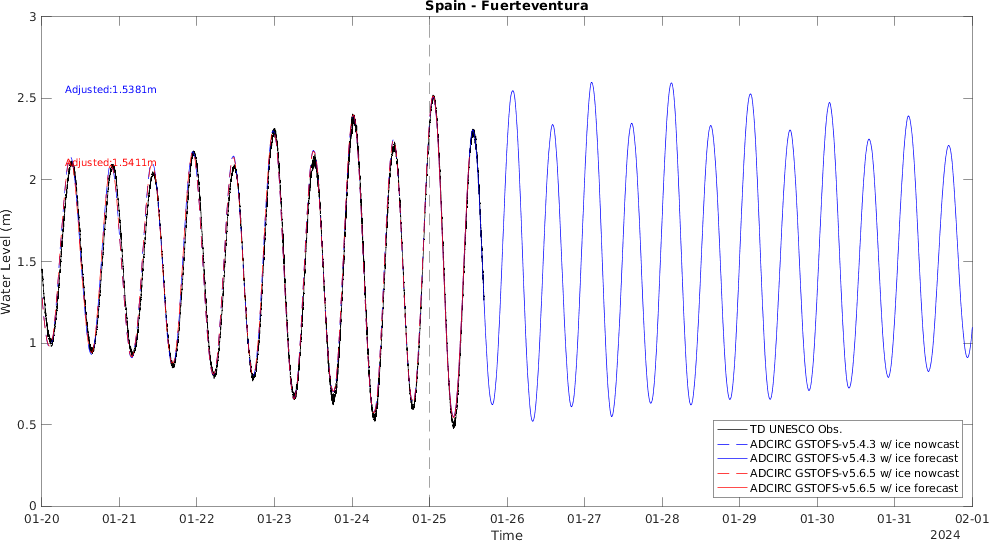 Spain - Fuerteventura
3
2.5
2
1.5
1
0.5
0
Water Level (m)
Adjusted:1.5381m
Adjusted:1.5411m
TD UNESCO Obs.
ADCIRC GSTOFS-v5.4.3 w/ ice nowcast
ADCIRC GSTOFS-v5.4.3 w/ ice forecast
ADCIRC GSTOFS-v5.6.5 w/ ice nowcast
ADCIRC GSTOFS-v5.6.5 w/ ice forecast
01-20 01-21 01-22 01-23 01-24 01-25 01-26 01-27 01-28 01-29 01-30 01-31 02-01
Time
2024